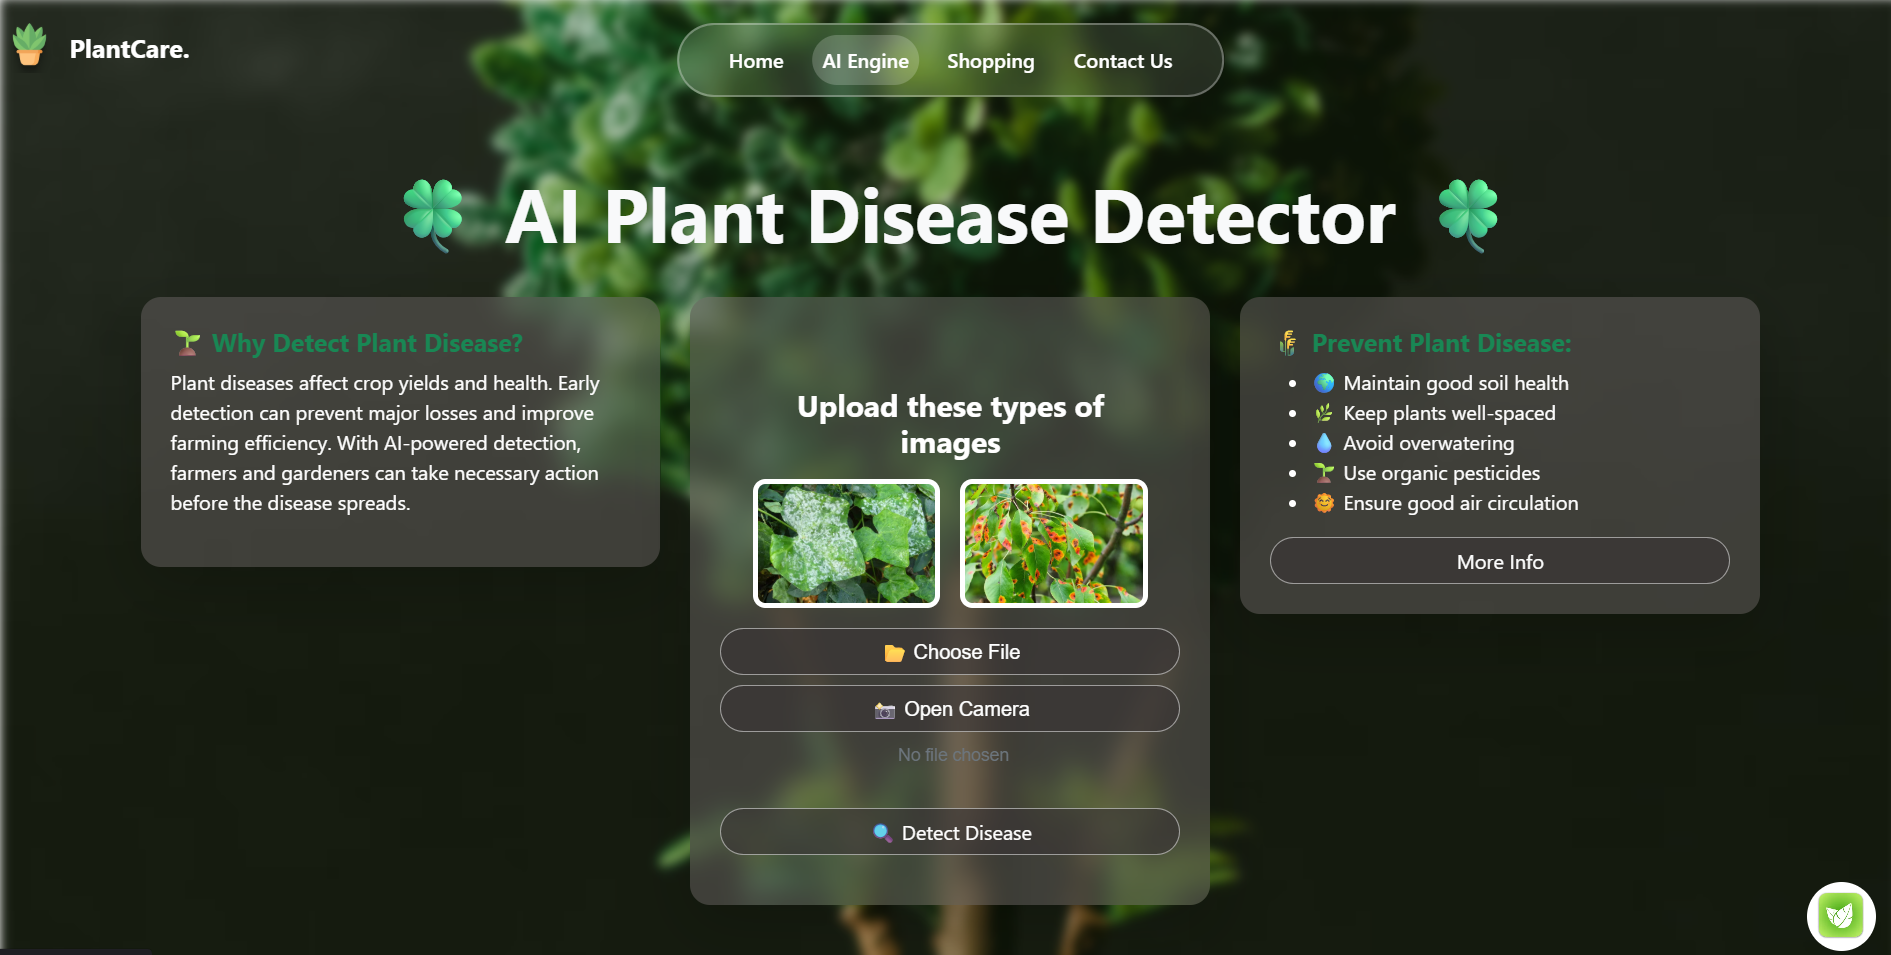 PlantCare.
Home
AI Engine
Shopping
Contact Us
AI Plant Disease Detector
Why Detect Plant Disease?
Plant diseases affect crop yields and health. Early
detection can prevent major losses and improve
farming efficiency. With AI-powered detection,
farmers and gardeners can take necessary action
before the disease spreads.
Upload these types of
images
Choose File
Open Camera
No file chosen
Detect Disease
Prevent Plant Disease:
Maintain good soil health
Keep plants well-spaced
Avoid overwatering
Use organic pesticides
Ensure good air circulation
More Info